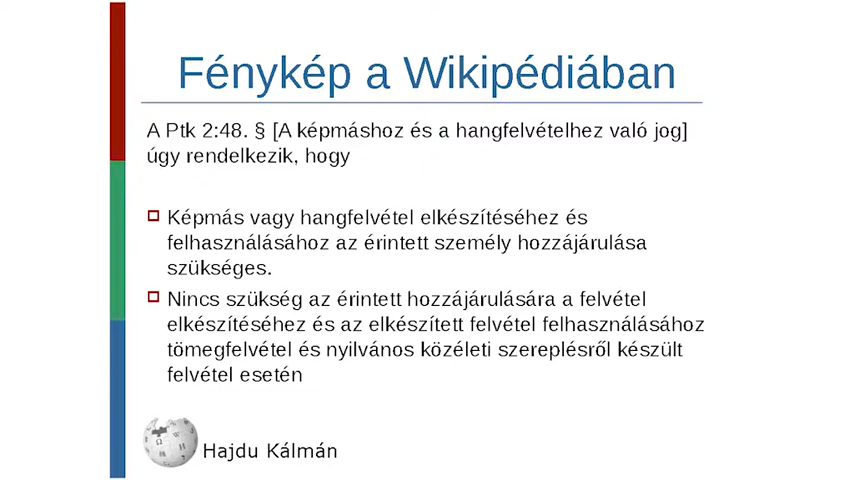 Fénykép a Wikipédiában
A Ptk 2:48. § [A képmáshoz és a hangfelvételhez való jog]
úgy rendelkezik, hogy
Képmás vagy hangfelvétel elkészítéséhez és
felhasználásához az érintett személy hozzájárulása
szükséges.
Nincs szükség az érintett hozzájárulására a felvétel
elkészítéséhez és az elkészített felvétel felhasználásához
tömegfelvétel és nyilvános közéleti szereplésről készült
felvétel esetén
Hajdu Kálmán